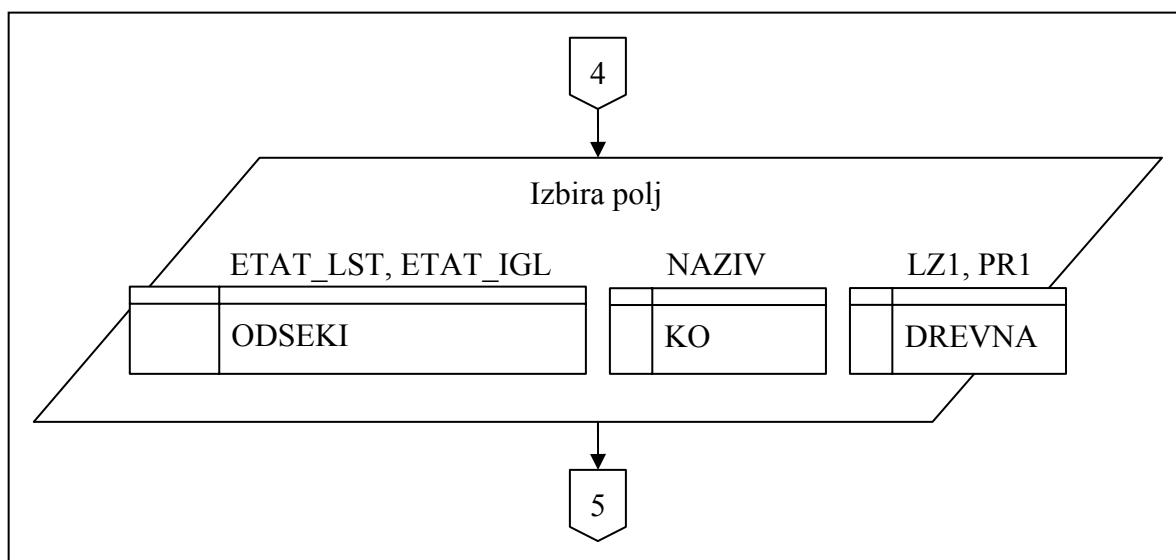 4
Izbira polj
ETAT_LST, ETAT_IGL NAZIV LZ1, PR1
ODSEKI KO DREVNA
5